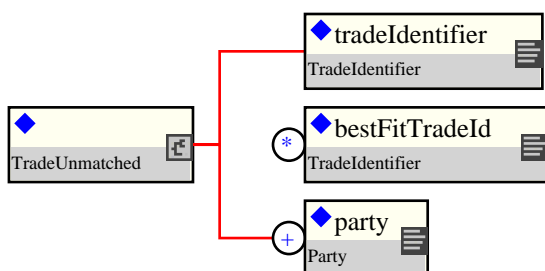 tradeIdentifier
TradeIdentifier
TradeUnmatched
* bestFitTradeId
TradeIdentifier
+ party
Party